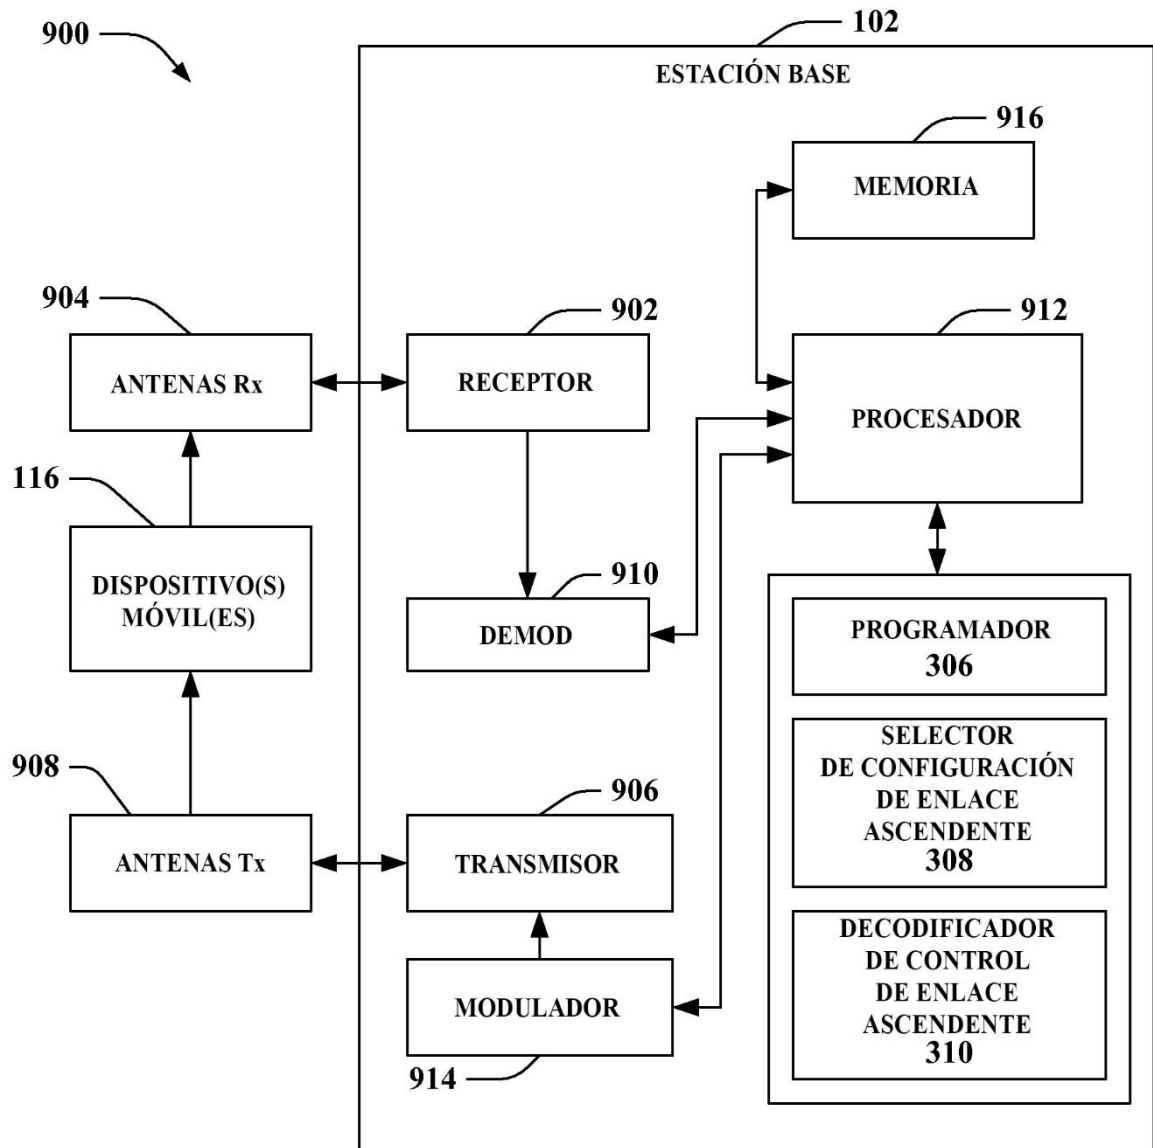 900
102
ESTACIÓN BASE
916
MEMORIA
904
902
912
ANTENAS Rx
RECEPTOR
PROCESADOR
116
DISPOSITIVO(S)
MÓVIL(ES)
910
DEMOD
PROGRAMADOR
306
SELECTOR
DE CONFIGURACIÓN
DE ENLACE
ASCENDENTE
308
908
906
ANTENAS Tx
TRANSMISOR
DECODIFICADOR
DE CONTROL
DE ENLACE
ASCENDENTE
310
MODULADOR
914